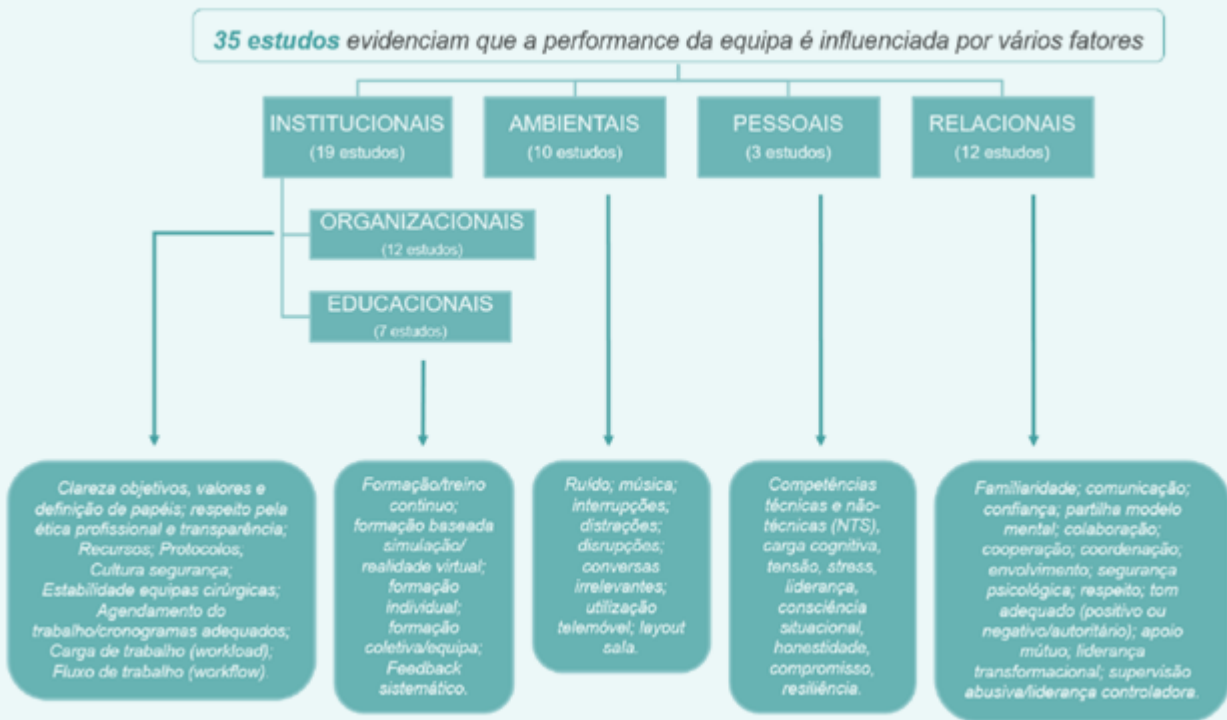 35 estudos evidenciam que a performance da equipa é influenciada por vários fatores
INSTITUCIONAIS
(19 estudos)
AMBIENTAIS
(10 estudos)
PESSOAIS
(3 estudos)
RELACIONAIS
(12 estudos)
ORGANIZACIONAIS
(12 estudos)
EDUCACIONAIS
(7 estudos)
Clareza objetivos, valores e
definição de papéis; respeito pela
ética profissional e transparência;
Recursos; Protocolos,
Cultura segurança;
Estabilidade equipas cirúrgicas;
Agendamento do
trabalho/cronogramas adequados;
Carga de trabalho (workload);
Fluxo de trabalho (workflow).
Formação/treino
contínuo;
formação baseada
simulação/
realidade virtual;
formação
individual;
formação
coletiva/equipa;
Feedback
sistemático.
Ruído; música;
interrupções;
distrações;
disrupções;
conversas
irrelevantes;
utilização
telemóvel; layout
sala.
Competências
técnicas e não-
técnicas (NTS),
carga cognitiva,
tensão, stress,
liderança,
consciência
situacional,
honestidade,
compromisso,
resiliência.
Familiaridade; comunicação;
confiança; partilha modelo
mental; colaboração;
cooperação; coordenação;
envolvimento; segurança
psicológica; respeito; tom
adequado (positivo ou
negativo/autoritário); apoio
mútuo; liderança
transformacional; supervisão
abusiva/liderança controladora.